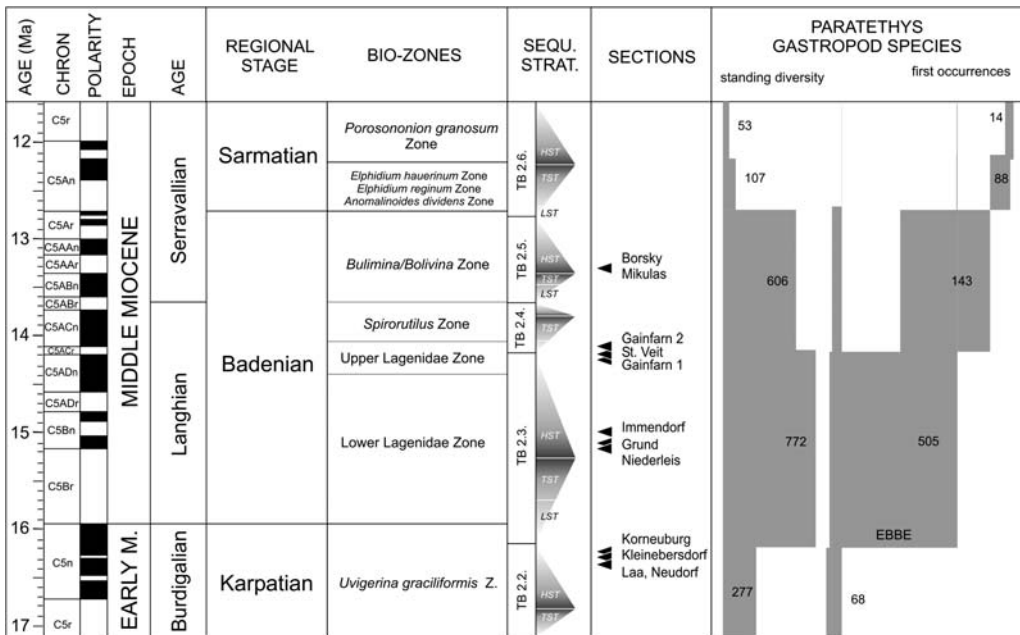 AGE (Ma)
CHRON
POLARITY
EPOCH
AGE
REGIONAL
STAGE
BIO-ZONES
SEQU.
STRAT.
SECTIONS
PARATETHYS
GASTROPOD SPECIES
standing diversity
first occurrences
12
13
14
15
16
17
C5r
C5An
C5Ar
C5AAn
C5AAr
C5ABn
C5ABr
C5ACn
C5ACr
C5ADn
C5ADr
C5Bn
C5Br
C5n
C5r
MIDDLE MIOCENE
EARLY M.
Serravallian
Langhian
Burdigalian
Sarmatian
Badenian
Karpatian
Porosononion granosum
Zone
Elphidium hauerinum Zone
Elphidium reginum Zone
Anomalinoides dividens Zone
Bulimina/Bolivina Zone
Spirorutilus Zone
Upper Lagenidae Zone
Lower Lagenidae Zone
Uvigerina graciliformis Z.
TB 2.6.
HST
TST
LST
TB 2.5.
HST
TST
LST
TB 2.4.
TST
TB 2.3.
HST
TST
LST
TB 2.2.
HST
TST
Borsky
Mikulas
Gainfarn 2
St. Veit
Gainfarn 1
Immendorf
Grund
Niederleis
Korneuburg
Kleinebersdorf
Laa, Neudorf
53
14
107
88
606
143
772
505
EBBE
277
68